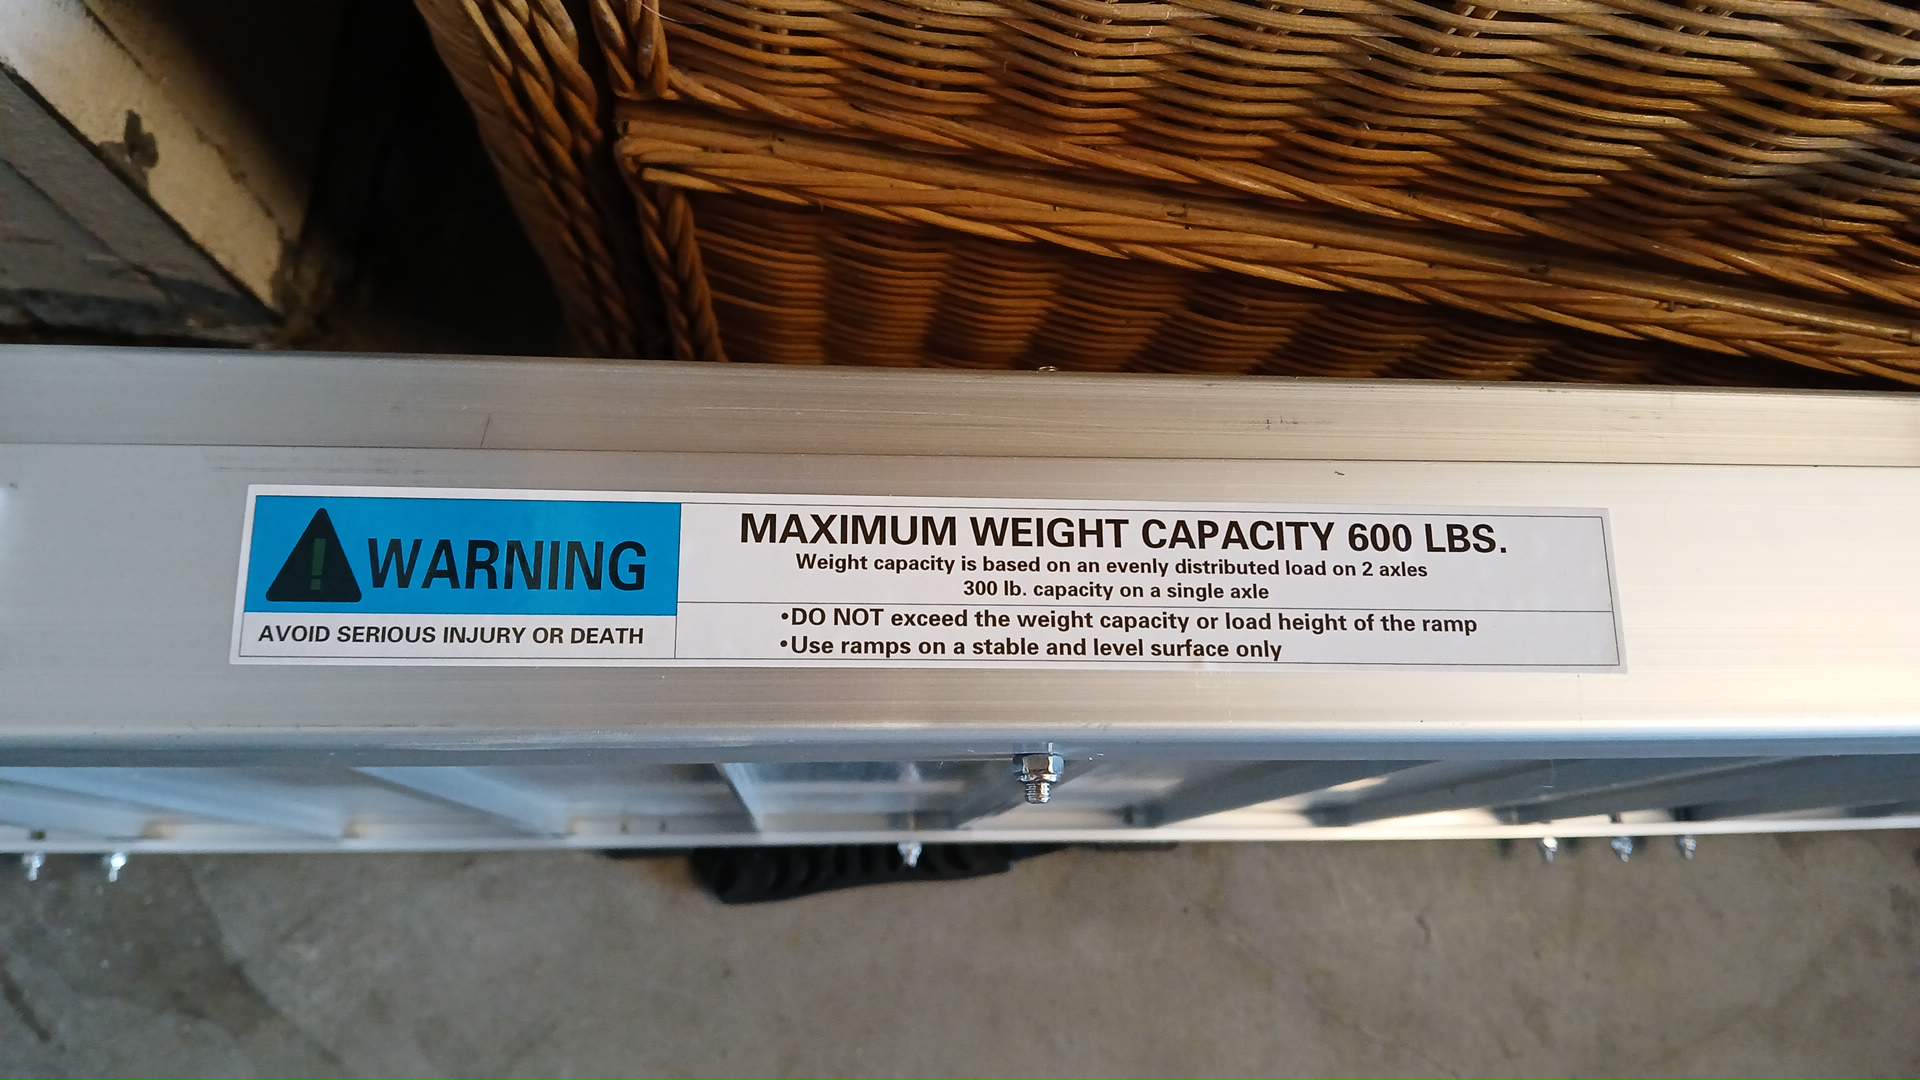 WARNING
AVOID SERIOUS INJURY OR DEATH
MAXIMUM WEIGHT CAPACITY 600 LBS.
Weight capacity is based on an evenly distributed load on 2 axles
300 lb. capacity on a single axle
•DO NOT exceed the weight capacity or load height of the ramp
•Use ramps on a stable and level surface only